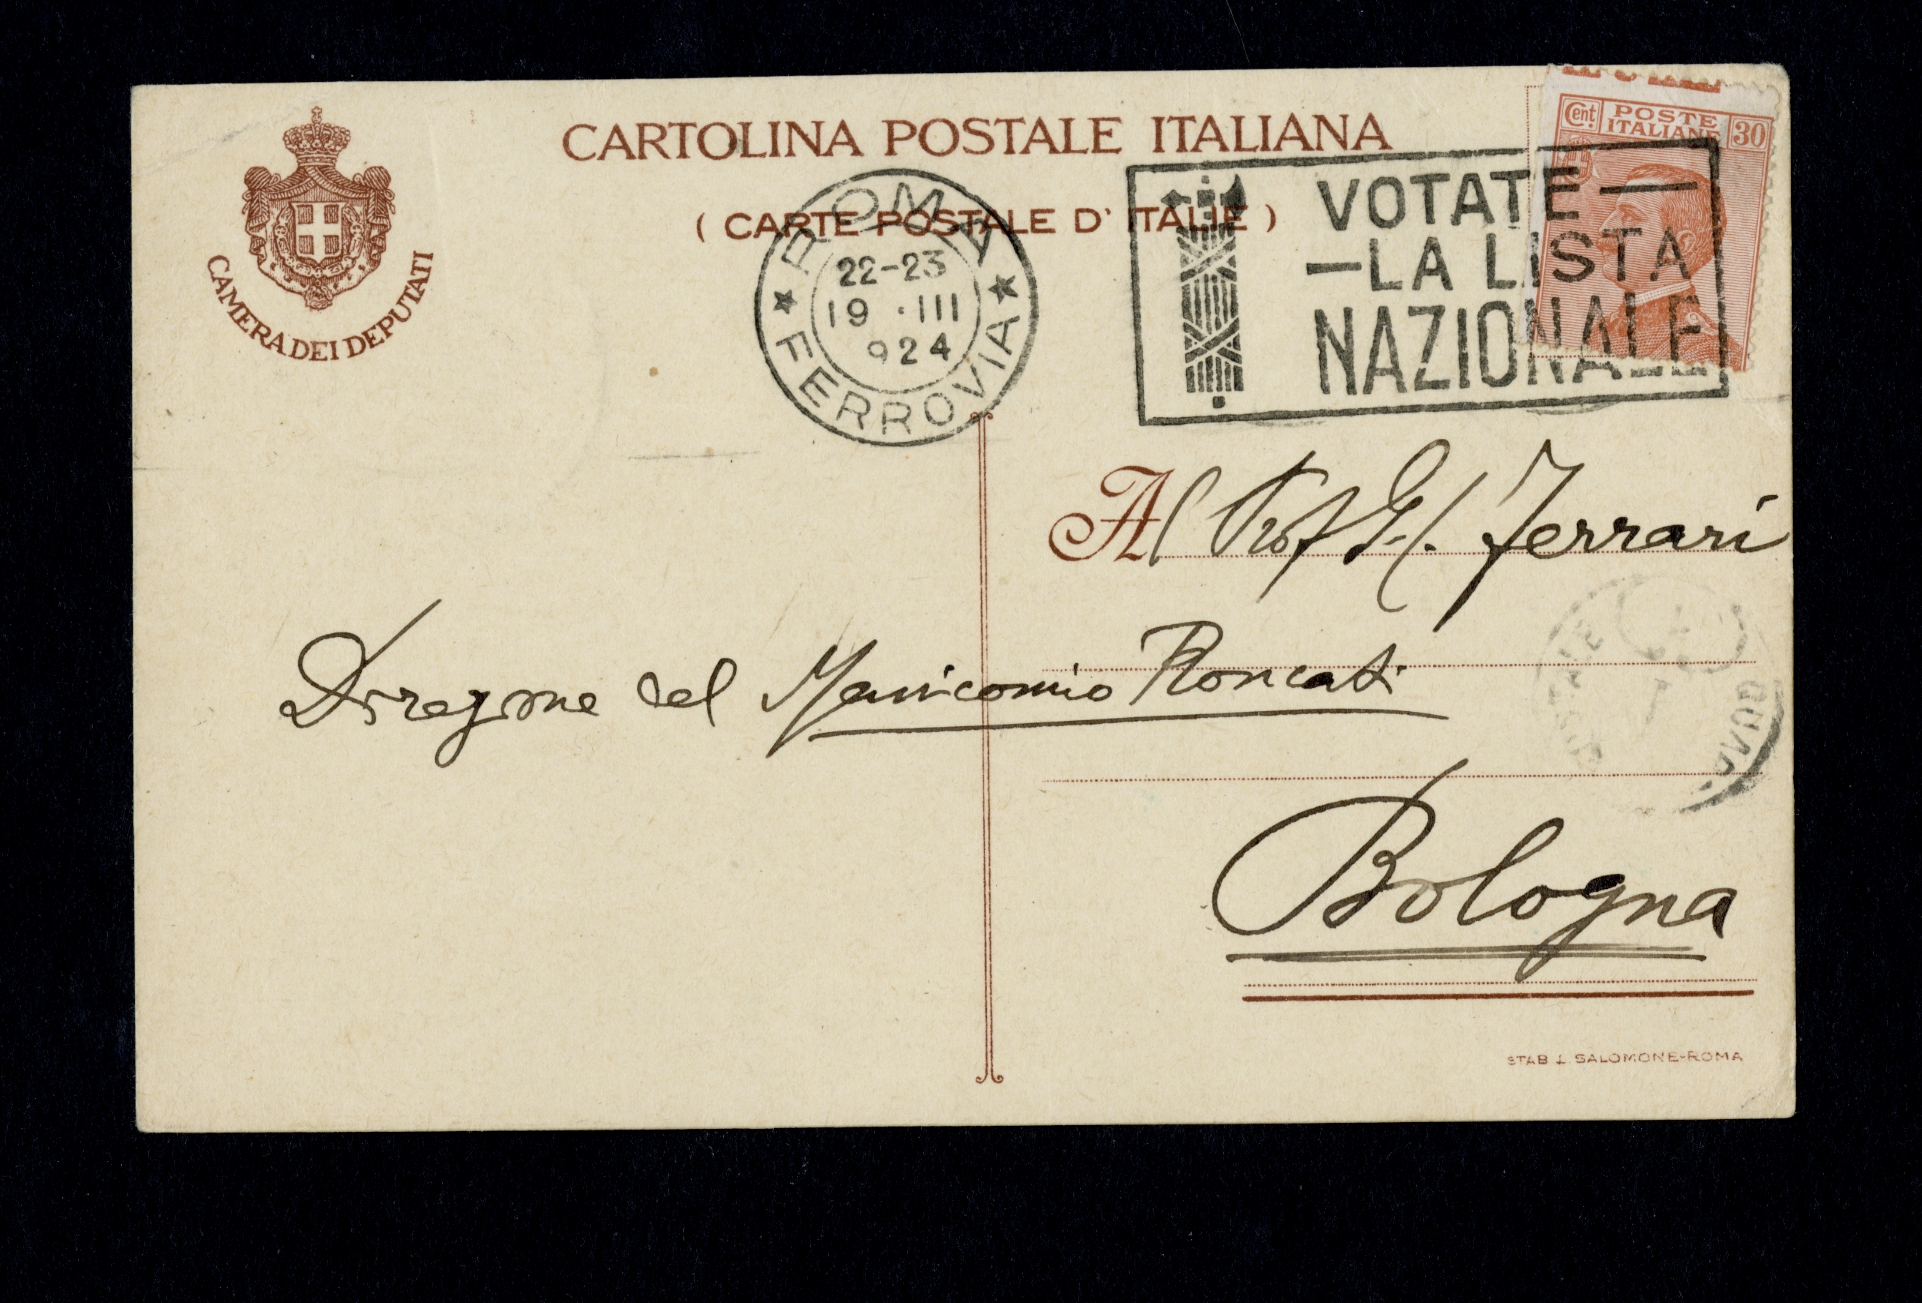 CARTOLINA POSTALE ITALIANA
( CARTE POSTALE D' ITALIE )
CAMERA DEI DEPUTATI
Cent POSTE ITALIANE 30
ROMA
22-23
19 · III
924
FERROVIA
VOTATE
LA LISTA
NAZIONALE
Al Prof G. C. Ferrari
Direzione del Manicomio Roncati
POSTALE
Bologna
STAB L. SALOMONE-ROMA